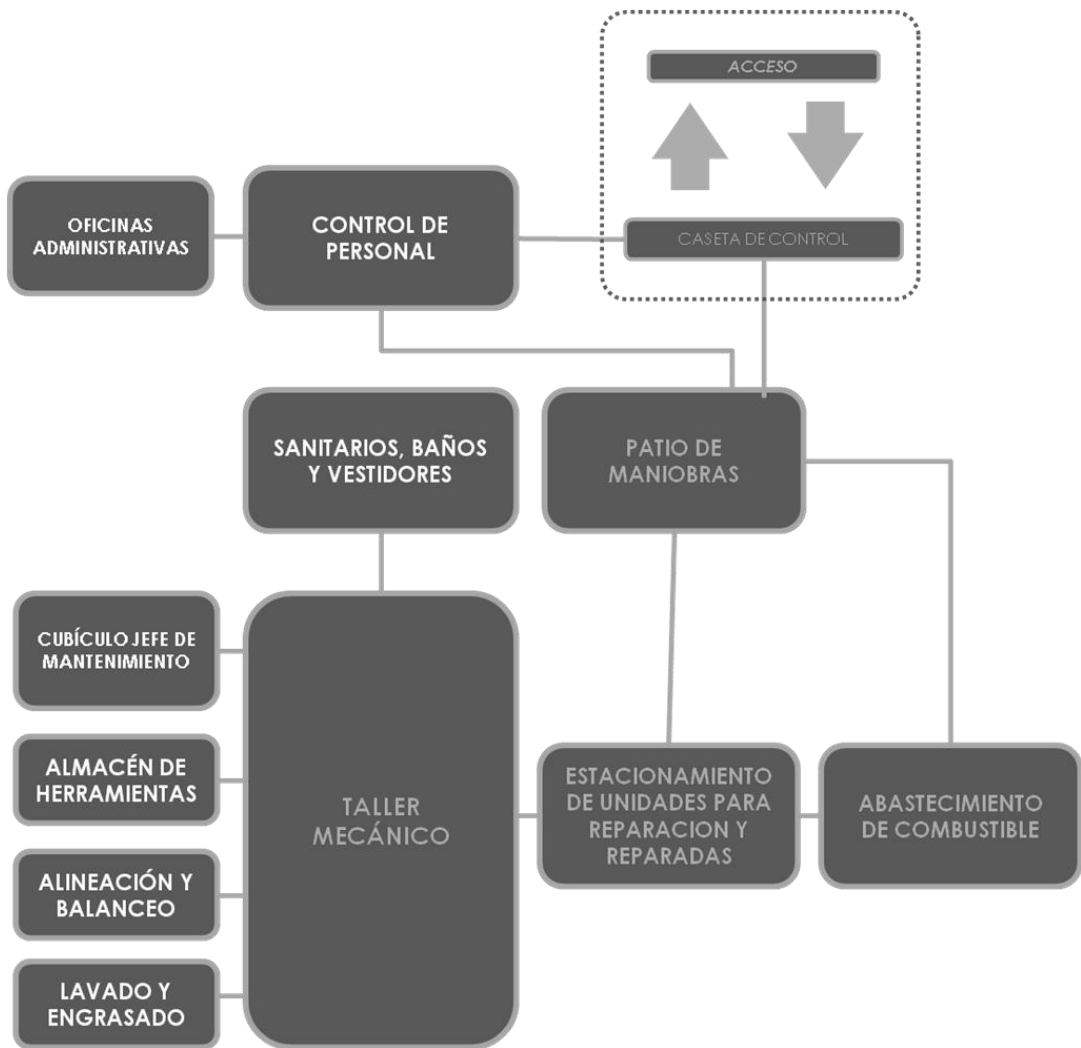 ACCESO
CASETA DE CONTROL
OFICINAS
ADMINISTRATIVAS
CONTROL DE
PERSONAL
SANITARIOS, BAÑOS
Y VESTIDORES
PATIO DE
MANIOBRAS
CUBÍCULO JEFE DE
MANTENIMIENTO
ALMACÉN DE
HERRAMIENTAS
ALINEACIÓN Y
BALANCEO
LAVADO Y
ENGRASADO
TALLER
MECÁNICO
ESTACIONAMIENTO
DE UNIDADES PARA
REPARACION Y
REPARADAS
ABASTECIMIENTO
DE COMBUSTIBLE